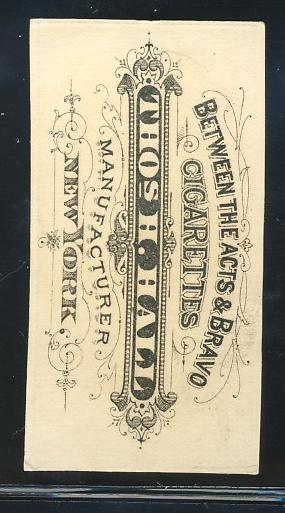 BETWEEN THE ACTS & BRAVO
CIGARETTES
THOS. H. HALL
MANUFACTURER
NEW YORK